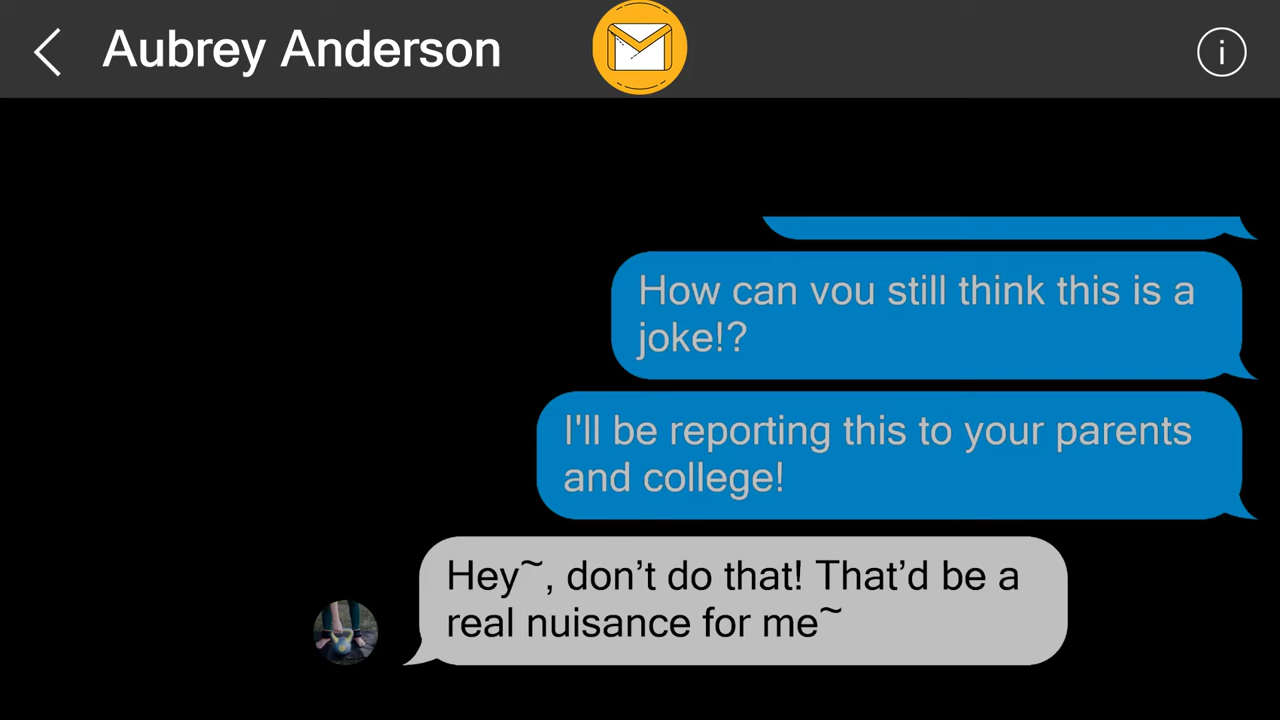 Aubrey Anderson
i
How can vou still think this is a
joke!?
I'll be reporting this to your parents
and college!
Hey~, don’t do that! That’d be a
real nuisance for me~